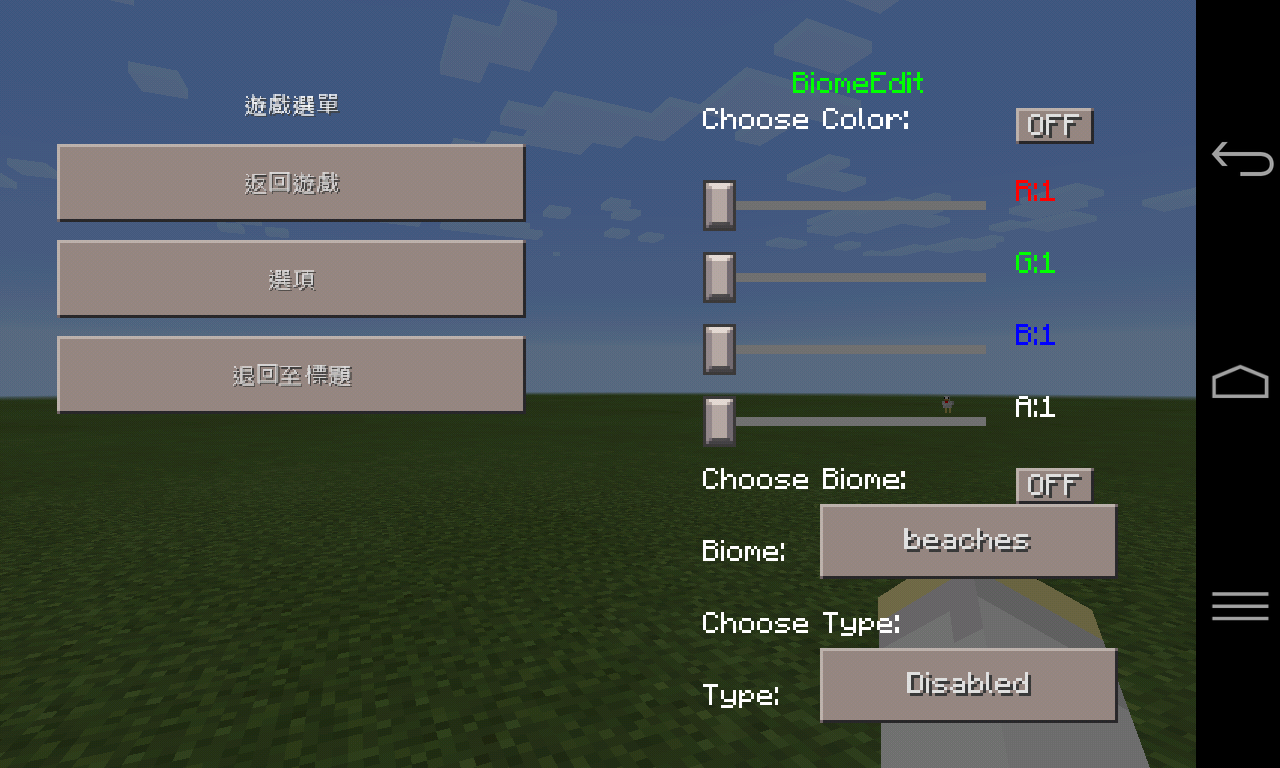 遊戲選單
返回遊戲
選項
退回至標題
BiomeEdit
Choose Color: OFF
R:1
G:1
B:1
A:1
Choose Biome: OFF
Biome: beaches
Choose Type:
Type: Disabled